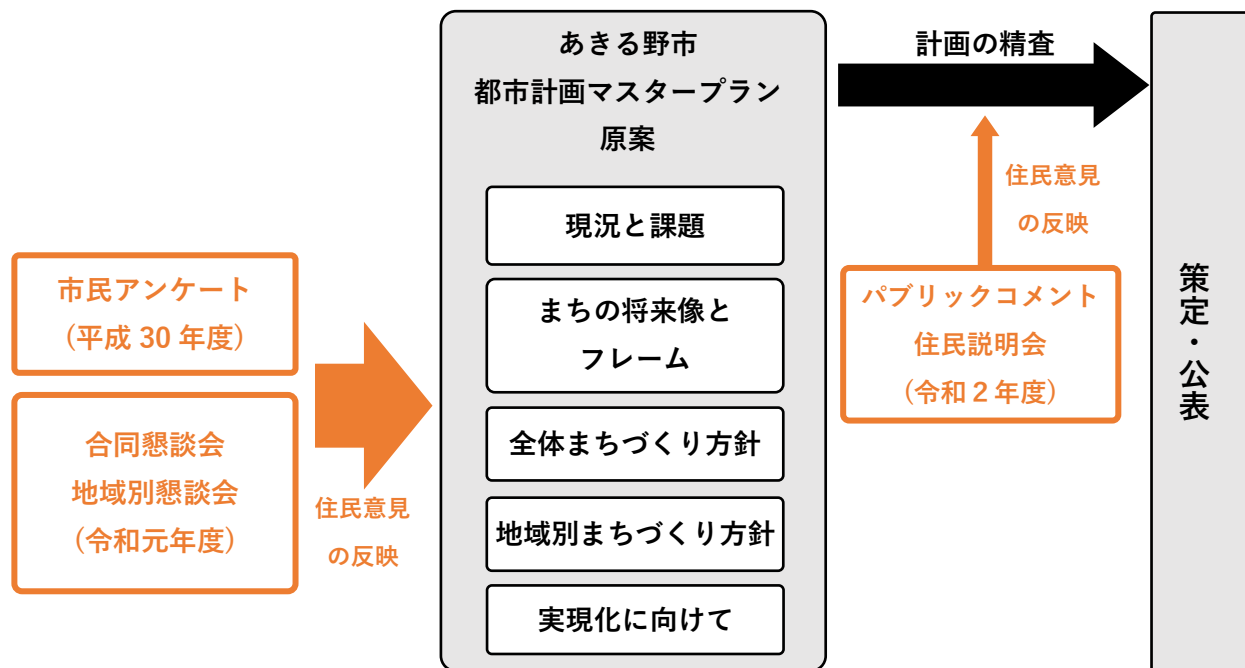 市民アンケート
(平成 30 年度)
合同懇談会
地域別懇談会
(令和元年度)
住民意見
の反映
あきる野市
都市計画マスタープラン
原案
現況と課題
まちの将来像と
フレーム
全体まちづくり方針
地域別まちづくり方針
実現化に向けて
計画の精査
住民意見
の反映
パブリックコメント
住民説明会
(令和 2 年度)
策定・公表